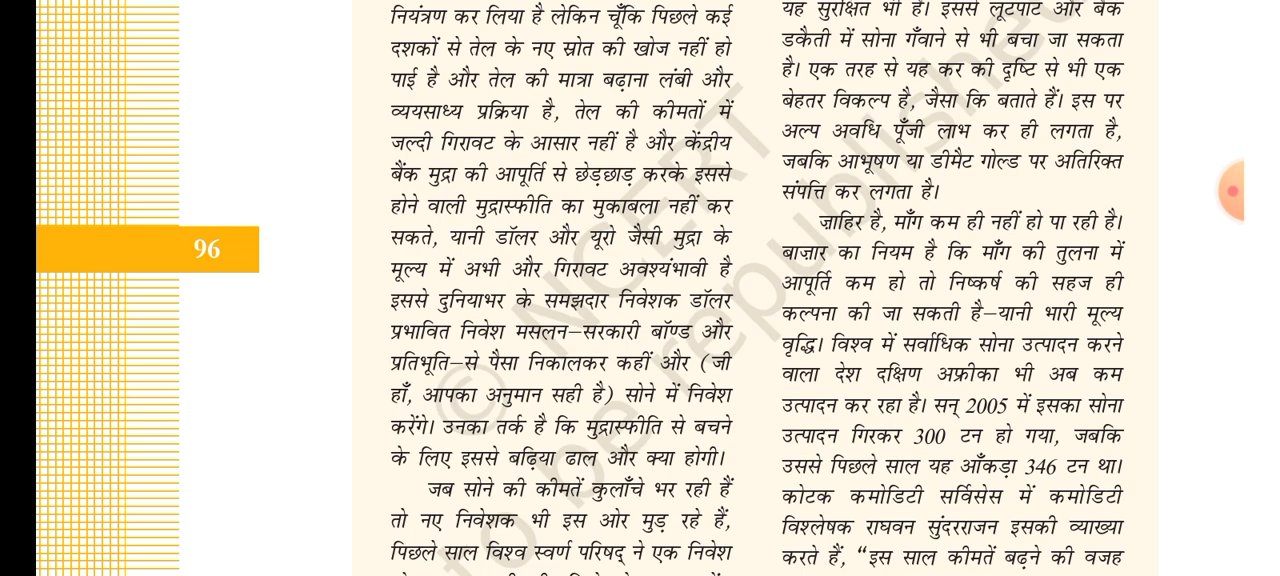 96
नियंत्रण कर लिया है लेकिन चूँकि पिछले कई
दशकों से तेल के नए स्रोत की खोज नहीं हो
पाई है और तेल की मात्रा बढ़ाना लंबी और
व्ययसाध्य प्रक्रिया है, तेल की कीमतों में
जल्दी गिरावट के आसार नहीं है और केंद्रीय
बैंक मुद्रा की आपूर्ति से छेड़छाड़ करके इससे
होने वाली मुद्रास्फीति का मुकाबला नहीं कर
सकते, यानी डॉलर और यूरो जैसी मुद्रा के
मूल्य में अभी और गिरावट अवश्यंभावी है
इससे दुनियाभर के समझदार निवेशक डॉलर
प्रभावित निवेश मसलन–सरकारी बॉण्ड और
प्रतिभूति–से पैसा निकालकर कहीं और (जी
हाँ, आपका अनुमान सही है) सोने में निवेश
करेंगे। उनका तर्क है कि मुद्रास्फीति से बचने
के लिए इससे बढ़िया ढाल और क्या होगी।
जब सोने की कीमतें कुलाँचे भर रही हैं
तो नए निवेशक भी इस ओर मुड़ रहे हैं,
पिछले साल विश्व स्वर्ण परिषद् ने एक निवेश
यह सुरक्षित भी है। इससे लूटपाट और बैंक
डकैती में सोना गँवाने से भी बचा जा सकता
है। एक तरह से यह कर की दृष्टि से भी एक
बेहतर विकल्प है, जैसा कि बताते हैं। इस पर
अल्प अवधि पूँजी लाभ कर ही लगता है,
जबकि आभूषण या डीमैट गोल्ड पर अतिरिक्त
संपत्ति कर लगता है।
ज़ाहिर है, माँग कम ही नहीं हो पा रही है।
बाज़ार का नियम है कि माँग की तुलना में
आपूर्ति कम हो तो निष्कर्ष की सहज ही
कल्पना की जा सकती है–यानी भारी मूल्य
वृद्धि। विश्व में सर्वाधिक सोना उत्पादन करने
वाला देश दक्षिण अफ्रीका भी अब कम
उत्पादन कर रहा है। सन् 2005 में इसका सोना
उत्पादन गिरकर 300 टन हो गया, जबकि
उससे पिछले साल यह आँकड़ा 346 टन था।
कोटक कमोडिटी सर्विसेस में कमोडिटी
विश्लेषक राघवन सुंदरराजन इसकी व्याख्या
करते हैं, “इस साल कीमतें बढ़ने की वजह
© NCERT
to be republished